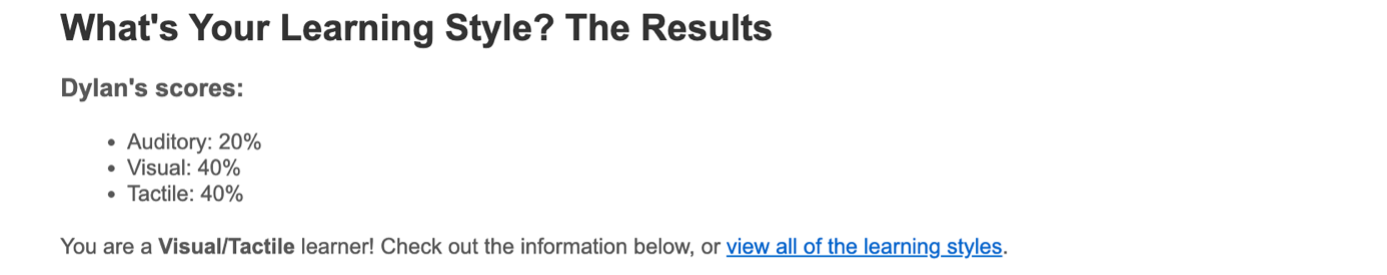 What's Your Learning Style? The Results
Dylan's scores:
• Auditory: 20%
• Visual: 40%
• Tactile: 40%
You are a Visual/Tactile learner! Check out the information below, or view all of the learning styles.